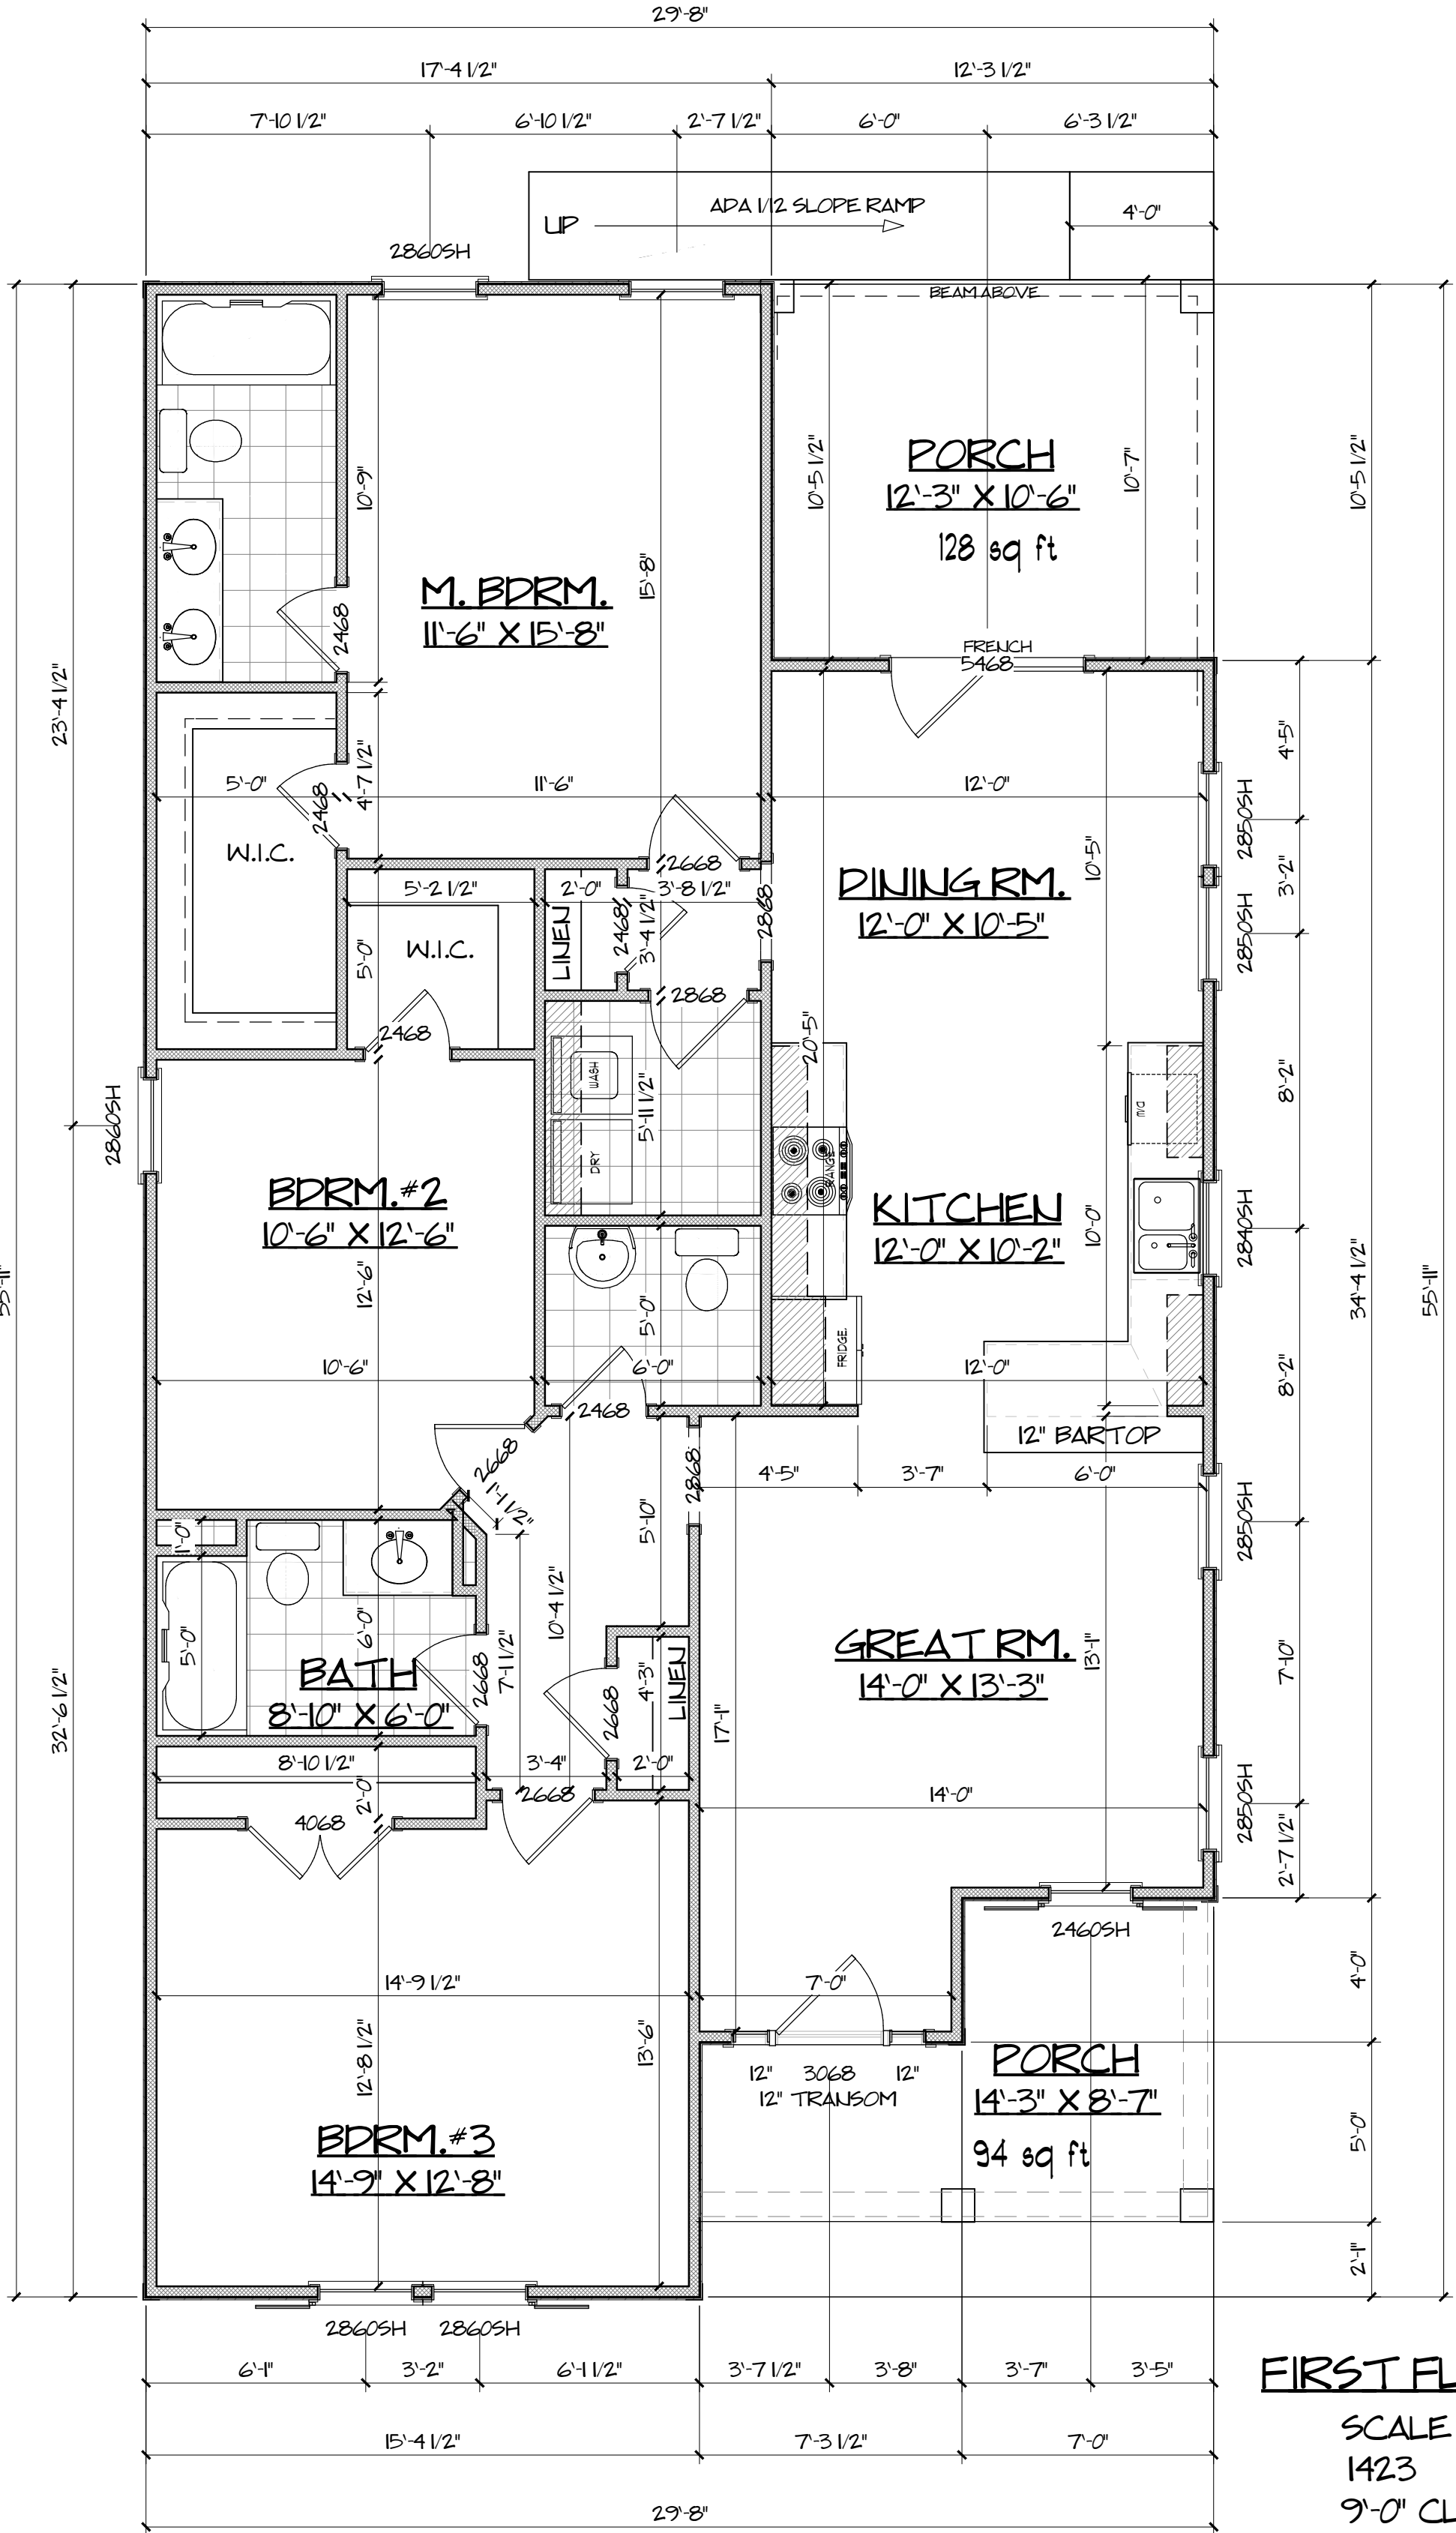 29'-8"
17'-4 1/2" 12'-3 1/2"
7'-10 1/2" 6'-10 1/2" 2'-7 1/2" 6'-0" 6'-3 1/2"
UP
ADA 1/12 SLOPE RAMP
4'-0"
2860SH
BEAM ABOVE
10'-9"
15'-8"
M. BDRM.
11'-6" X 15'-8"
2468
10'-5 1/2"
PORCH
12'-3" X 10'-6"
128 sq ft
10'-7"
10'-5 1/2"
FRENCH
5468
23'-4 1/2"
5'-0"
2468
4'-7 1/2"
11'-6"
12'-0"
W.I.C.
4'-5"
2850SH
3'-2"
2850SH
2668
5'-2 1/2" 2'-0" 3'-8 1/2"
LINEN
2468
3'-4 1/2"
2868
W.I.C.
5'-0"
2468
2868
DINING RM.
12'-0" X 10'-5"
10'-5"
20'-5"
WASH
DRY
5'-11 1/2"
2860SH
BDRM. #2
10'-6" X 12'-6"
12'-6"
10'-6"
RANGE
KITCHEN
12'-0" X 10'-2"
10'-0"
D/W
8'-2"
2840SH
34'-4 1/2"
55'-11"
55'-11"
5'-0"
6'-0"
FRIDGE.
12'-0"
8'-2"
2468
12" BARTOP
2668
1'-1 1/2"
2868
4'-5" 3'-7" 6'-0"
5'-10"
2850SH
1'-0"
5'-0"
6'-0"
BATH
8'-10" X 6'-0"
2668
7'-1 1/2"
10'-4 1/2"
2668
4'-3"
LINEN
17'-1"
GREAT RM.
14'-0" X 13'-3"
13'-1"
7'-10"
32'-6 1/2"
8'-10 1/2"
2'-0"
3'-4"
2'-0"
2668
4068
14'-0"
2850SH
2'-7 1/2"
2460SH
14'-9 1/2"
12'-8 1/2"
13'-6"
7'-0"
4'-0"
12" 3068 12"
12" TRANSOM
PORCH
14'-3" X 8'-7"
94 sq ft
5'-0"
BDRM. #3
14'-9" X 12'-8"
2'-1"
2860SH 2860SH
6'-1" 3'-2" 6'-1 1/2" 3'-7 1/2" 3'-8" 3'-7" 3'-5"
15'-4 1/2" 7'-3 1/2" 7'-0"
29'-8"
FIRST FL
SCALE
1423
9'-0" CL